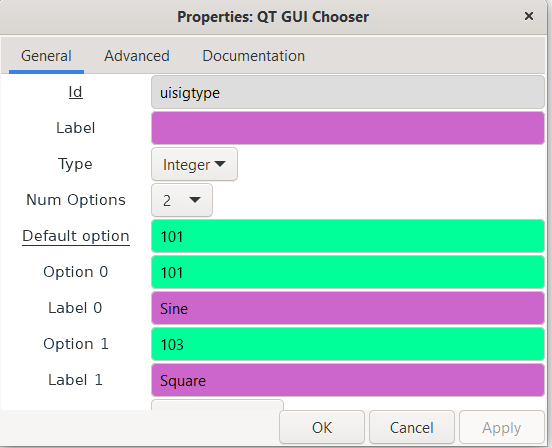 Properties: QT GUI Chooser ×
General Advanced Documentation
Id uisigtype
Label
Type Integer
Num Options 2
Default option 101
Option 0 101
Label 0 Sine
Option 1 103
Label 1 Square
OK Cancel Apply